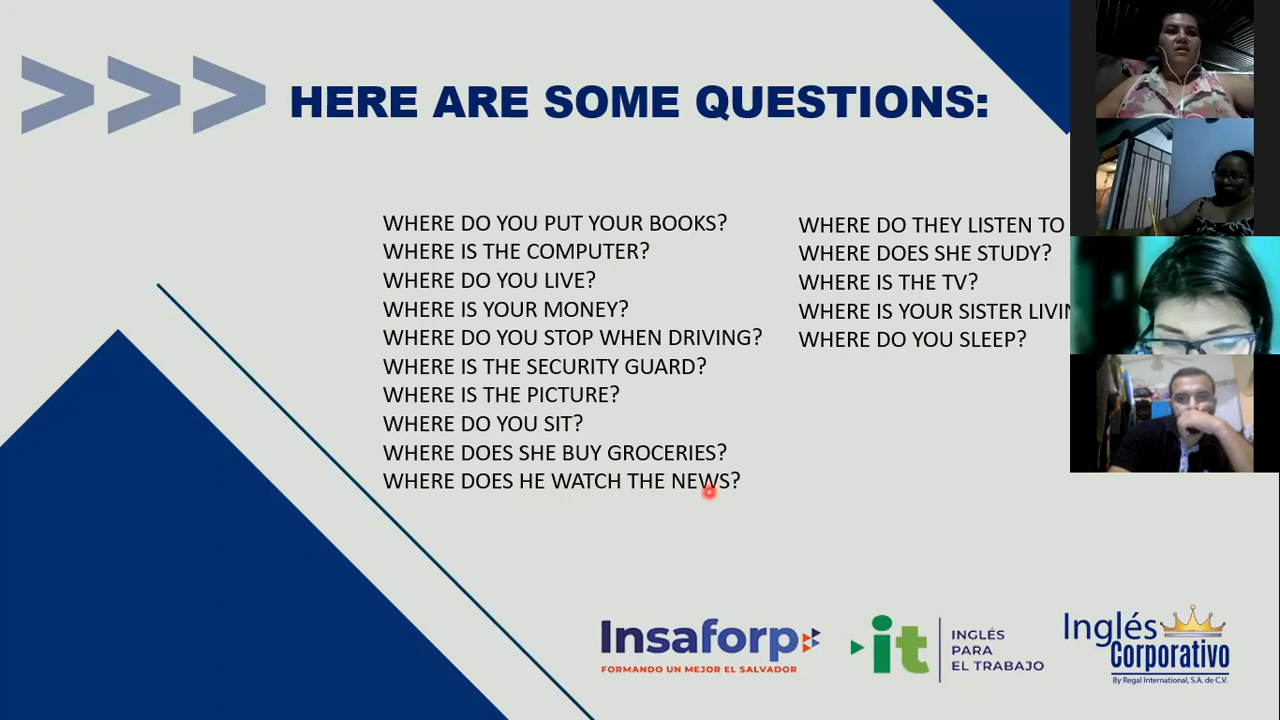 >>> HERE ARE SOME QUESTIONS:
WHERE DO YOU PUT YOUR BOOKS?
WHERE IS THE COMPUTER?
WHERE DO YOU LIVE?
WHERE IS YOUR MONEY?
WHERE DO YOU STOP WHEN DRIVING?
WHERE IS THE SECURITY GUARD?
WHERE IS THE PICTURE?
WHERE DO YOU SIT?
WHERE DOES SHE BUY GROCERIES?
WHERE DOES HE WATCH THE NEWS?
WHERE DO THEY LISTEN TO
WHERE DOES SHE STUDY?
WHERE IS THE TV?
WHERE IS YOUR SISTER
WHERE DO YOU SLEEP?
Insaforp
FORMANDO UN MEJOR EL SALVADOR
it
INGLÉS
PARA
EL TRABAJO
Inglés
Corporativo
By Regal International, S.A. de C.V.